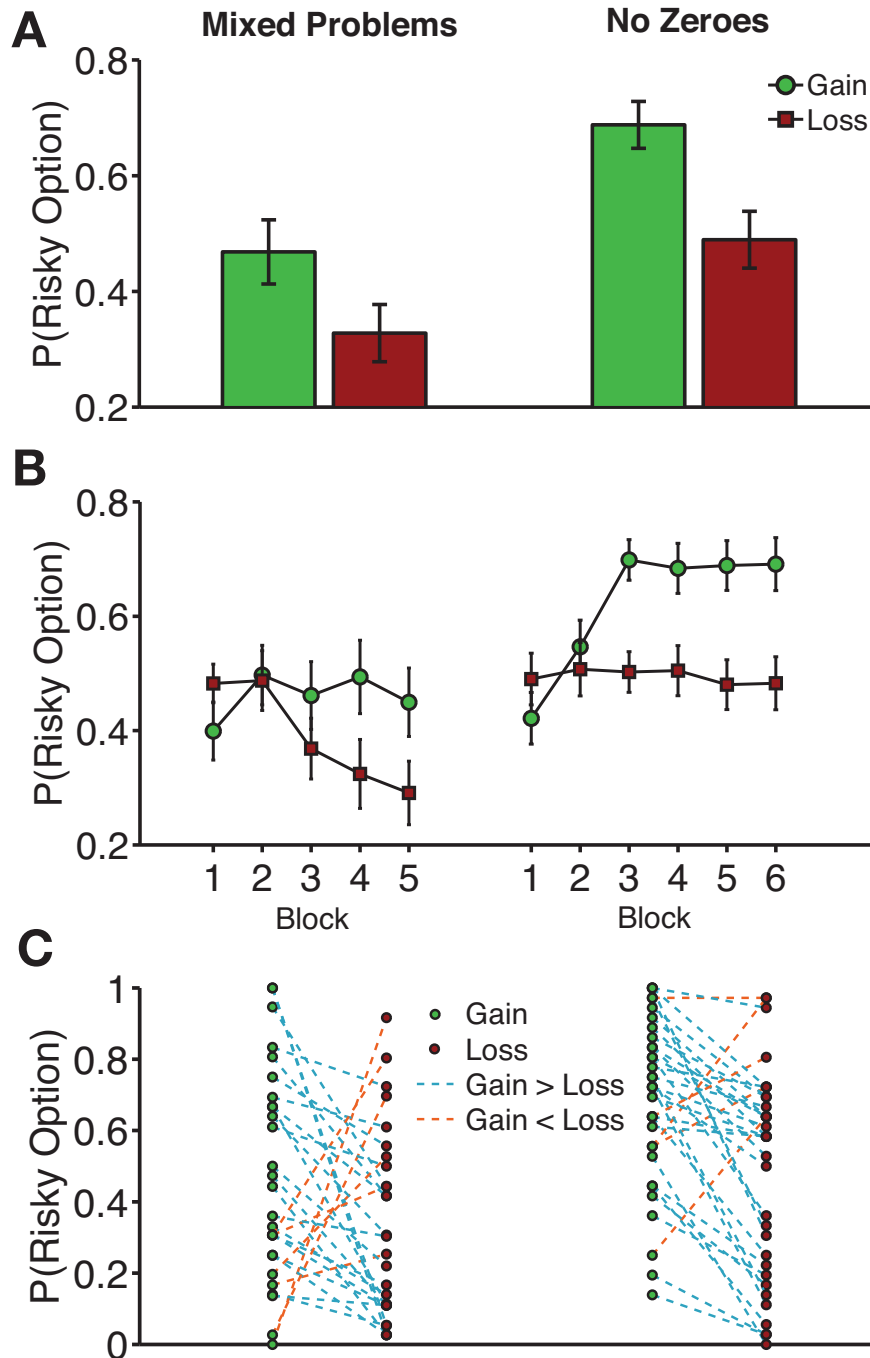 A
Mixed Problems
No Zeroes
P(Risky Option)
0.8
0.6
0.4
0.2
Gain
Loss
B
P(Risky Option)
0.8
0.6
0.4
0.2
1 2 3 4 5
Block
1 2 3 4 5 6
Block
C
P(Risky Option)
1
0.8
0.6
0.4
0.2
0
Gain
Loss
Gain > Loss
Gain < Loss